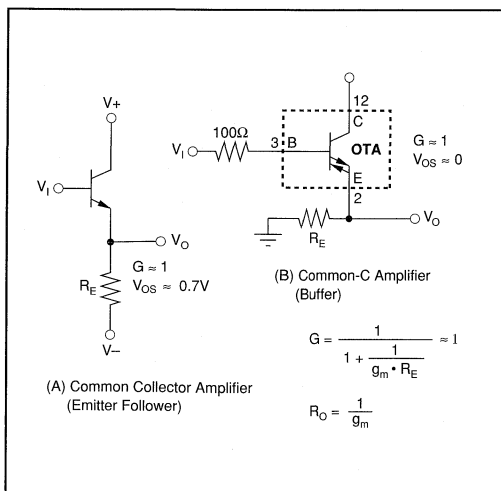 V+
V_I
V_O
G ≈ 1
R_E
V_OS ≈ 0.7V
V–
(A) Common Collector Amplifier
(Emitter Follower)
12
C
100Ω
V_I
3
B
OTA
G ≈ 1
V_OS ≈ 0
E
2
V_O
R_E
(B) Common-C Amplifier
(Buffer)
G = 1 / (1 + 1 / (g_m • R_E)) ≈ 1
R_O = 1 / g_m